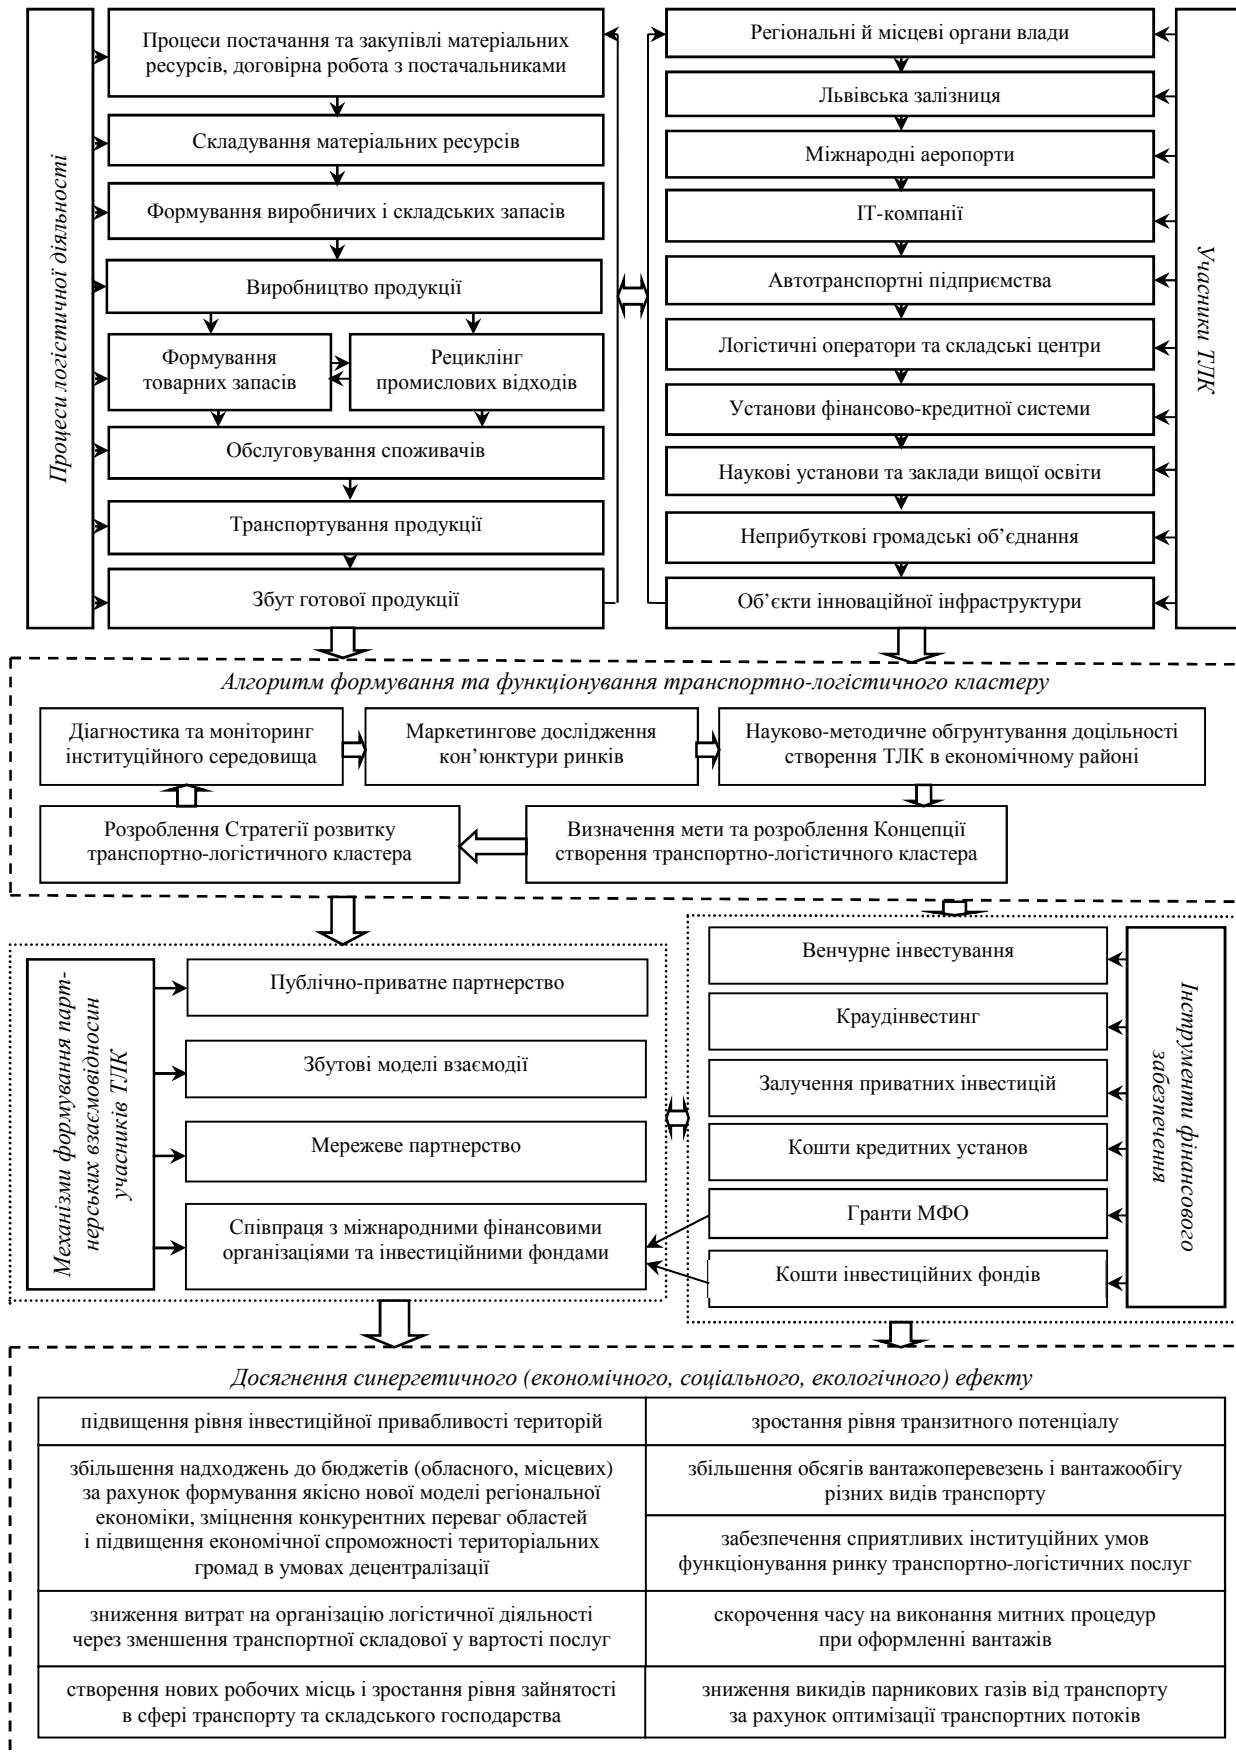 Процеси логістичної діяльності
Процеси постачання та закупівлі матеріальних
ресурсів, договірна робота з постачальниками
Складування матеріальних ресурсів
Формування виробничих і складських запасів
Виробництво продукції
Формування
товарних запасів
Рециклінг
промислових відходів
Обслуговування споживачів
Транспортування продукції
Збут готової продукції
Регіональні й місцеві органи влади
Львівська залізниця
Міжнародні аеропорти
ІТ-компанії
Автотранспортні підприємства
Логістичні оператори та складські центри
Установи фінансово-кредитної системи
Наукові установи та заклади вищої освіти
Неприбуткові громадські об’єднання
Об’єкти інноваційної інфраструктури
Учасники ТЛК
Алгоритм формування та функціонування транспортно-логістичного кластеру
Діагностика та моніторинг
інституційного середовища
Маркетингове дослідження
кон’юнктури ринків
Науково-методичне обгрунтування доцільності
створення ТЛК в економічному районі
Розроблення Стратегії розвитку
транспортно-логістичного кластера
Визначення мети та розроблення Концепції
створення транспортно-логістичного кластера
Механізми формування парт-
нерських взаємовідносин
учасників ТЛК
Публічно-приватне партнерство
Збутові моделі взаємодії
Мережеве партнерство
Співпраця з міжнародними фінансовими
організаціями та інвестиційними фондами
Венчурне інвестування
Краудінвестинг
Залучення приватних інвестицій
Кошти кредитних установ
Гранти МФО
Кошти інвестиційних фондів
Інструменти фінансового
забезпечення
Досягнення синергетичного (економічного, соціального, екологічного) ефекту
підвищення рівня інвестиційної привабливості територій
зростання рівня транзитного потенціалу
збільшення надходжень до бюджетів (обласного, місцевих)
за рахунок формування якісно нової моделі регіональної
економіки, зміцнення конкурентних переваг областей
і підвищення економічної спроможності територіальних
громад в умовах децентралізації
збільшення обсягів вантажоперевезень і вантажообігу
різних видів транспорту
забезпечення сприятливих інституційних умов
функціонування ринку транспортно-логістичних послуг
зниження витрат на організацію логістичної діяльності
через зменшення транспортної складової у вартості послуг
скорочення часу на виконання митних процедур
при оформленні вантажів
створення нових робочих місць і зростання рівня зайнятості
в сфері транспорту та складського господарства
зниження викидів парникових газів від транспорту
за рахунок оптимізації транспортних потоків